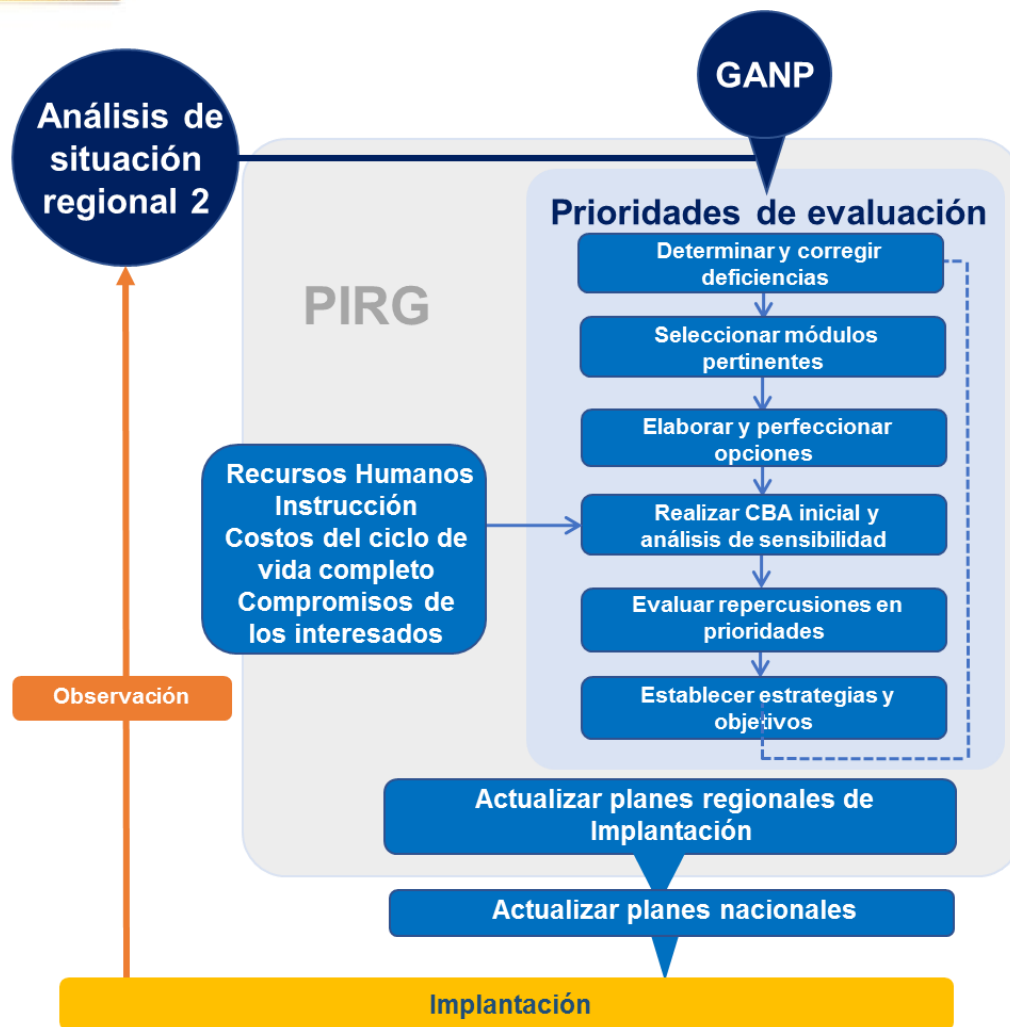 GANP
Análisis de
situación
regional 2
Prioridades de evaluación
Determinar y corregir
deficiencias
PIRG
Seleccionar módulos
pertinentes
Elaborar y perfeccionar
opciones
Recursos Humanos
Instrucción
Costos del ciclo de
vida completo
Compromisos de
los interesados
Realizar CBA inicial y
análisis de sensibilidad
Evaluar repercusiones en
prioridades
Observación
Establecer estrategias y
objetivos
Actualizar planes regionales de
Implantación
Actualizar planes nacionales
Implantación